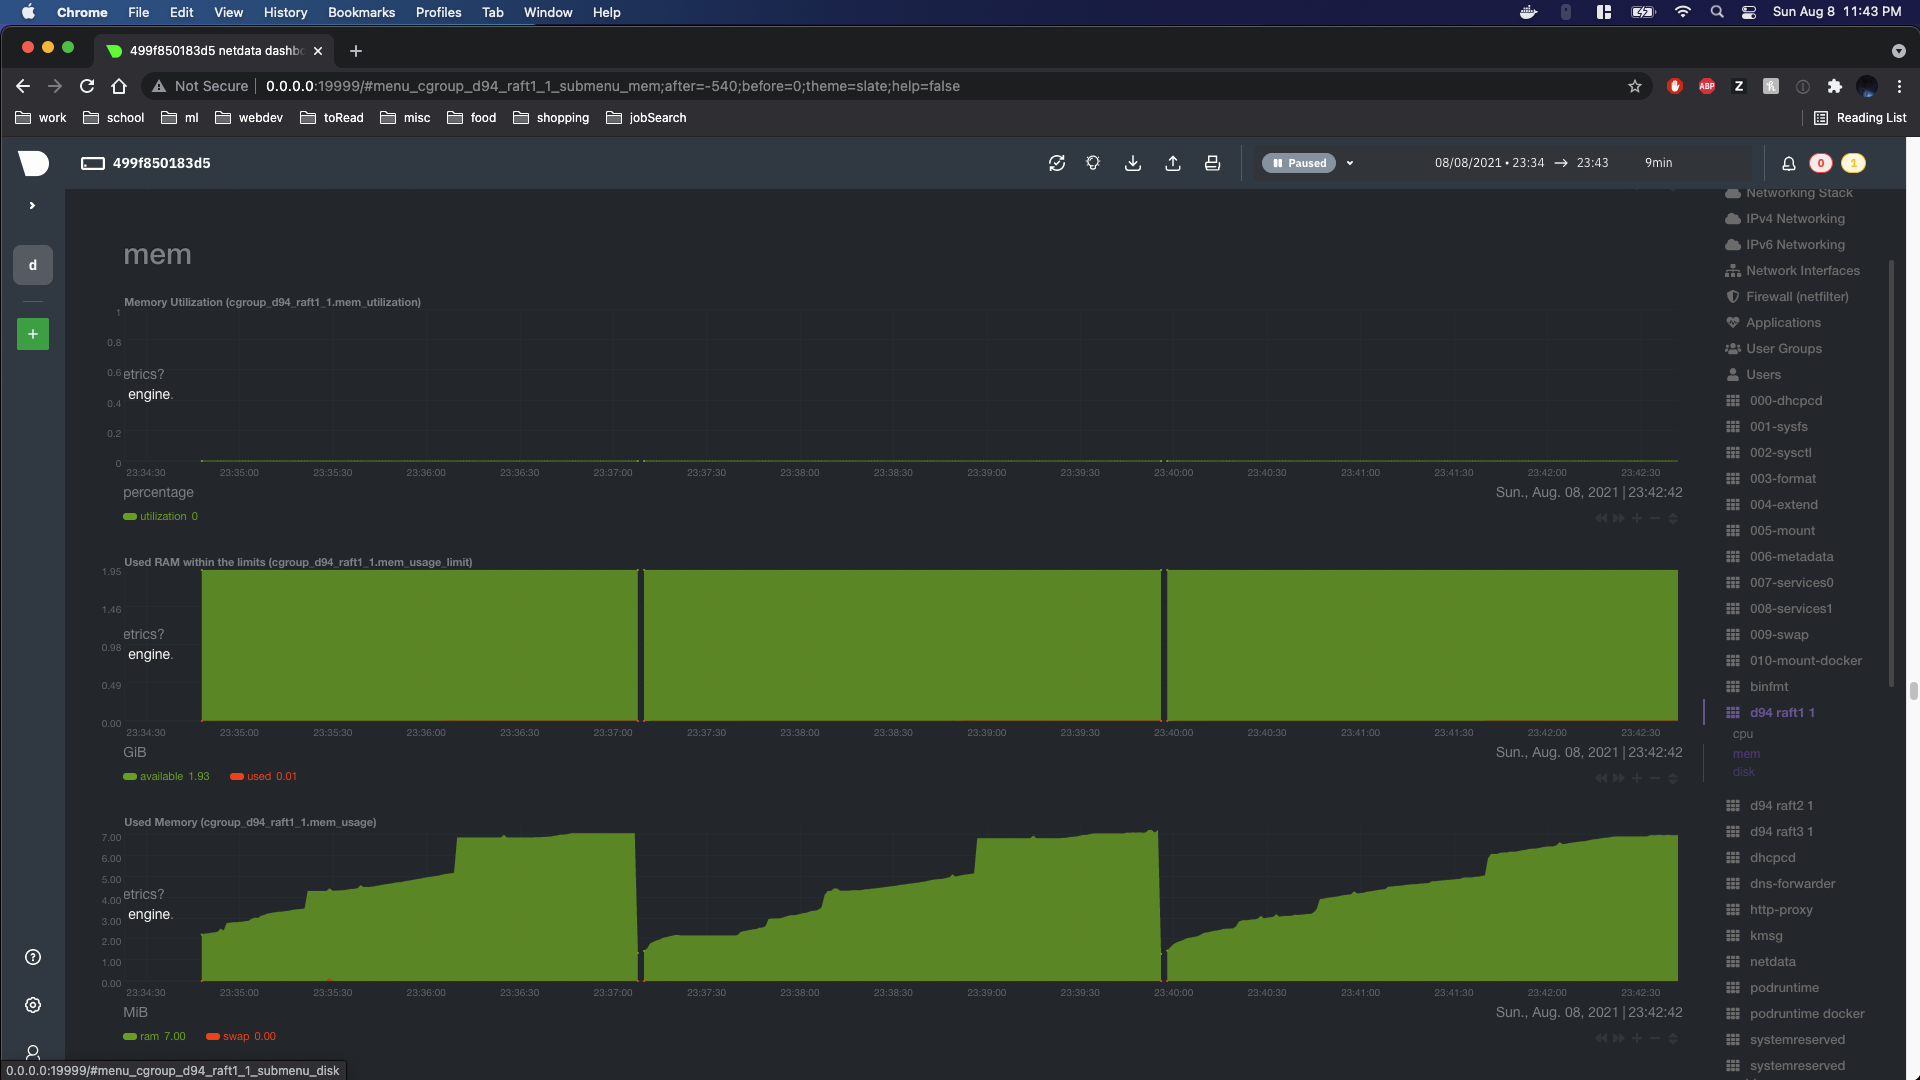 Chrome File Edit View History Bookmarks Profiles Tab Window Help Sun Aug 8 11:43 PM
499f850183d5 netdata dashbo
Not Secure 0.0.0.0:19999/#menu_cgroup_d94_raft1_1_submenu_mem;after=-540;before=0;theme=slate;help=false
ABP Z
work school ml webdev toRead misc food shopping jobSearch Reading List
499f850183d5 Paused 08/08/2021 • 23:34 → 23:43 9min 0 1
d
+
mem
Memory Utilization (cgroup_d94_raft1_1.mem_utilization)
1
0.8
0.6
0.4
0.2
0
etrics?
engine.
23:34:30 23:35:00 23:35:30 23:36:00 23:36:30 23:37:00 23:37:30 23:38:00 23:38:30 23:39:00 23:39:30 23:40:00 23:40:30 23:41:00 23:41:30 23:42:00 23:42:30
percentage Sun., Aug. 08, 2021 | 23:42:42
utilization 0
Used RAM within the limits (cgroup_d94_raft1_1.mem_usage_limit)
1.95
1.46
0.98
0.49
0.00
etrics?
engine.
23:34:30 23:35:00 23:35:30 23:36:00 23:36:30 23:37:00 23:37:30 23:38:00 23:38:30 23:39:00 23:39:30 23:40:00 23:40:30 23:41:00 23:41:30 23:42:00 23:42:30
GiB Sun., Aug. 08, 2021 | 23:42:42
available 1.93 used 0.01
Used Memory (cgroup_d94_raft1_1.mem_usage)
7.00
6.00
5.00
4.00
3.00
2.00
1.00
0.00
etrics?
engine.
23:34:30 23:35:00 23:35:30 23:36:00 23:36:30 23:37:00 23:37:30 23:38:00 23:38:30 23:39:00 23:39:30 23:40:00 23:40:30 23:41:00 23:41:30 23:42:00 23:42:30
MiB Sun., Aug. 08, 2021 | 23:42:42
ram 7.00 swap 0.00
Networking Stack
IPv4 Networking
IPv6 Networking
Network Interfaces
Firewall (netfilter)
Applications
User Groups
Users
000-dhcpcd
001-sysfs
002-sysctl
003-format
004-extend
005-mount
006-metadata
007-services0
008-services1
009-swap
010-mount-docker
binfmt
d94 raft1 1
cpu
mem
disk
d94 raft2 1
d94 raft3 1
dhcpcd
dns-forwarder
http-proxy
kmsg
netdata
podruntime
podruntime docker
systemreserved
systemreserved
0.0.0.0:19999/#menu_cgroup_d94_raft1_1_submenu_disk